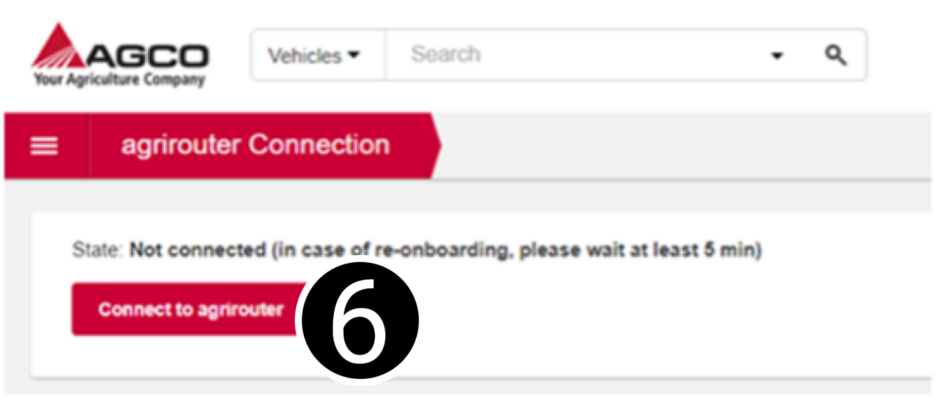 AGCO
Your Agriculture Company
Vehicles Search
agrirouter Connection
State: Not connected (in case of re-onboarding, please wait at least 5 min)
Connect to agrirouter
6